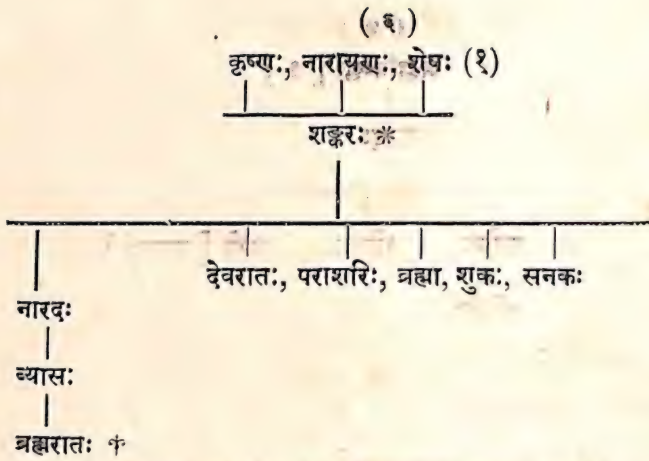 ( ६ )
कृष्णः, नारायणः, शेषः (१)
शङ्करः *
देवरातः, पराशरिः, ब्रह्मा, शुकः, सनकः
नारदः
व्यासः
ब्रह्मरातः †